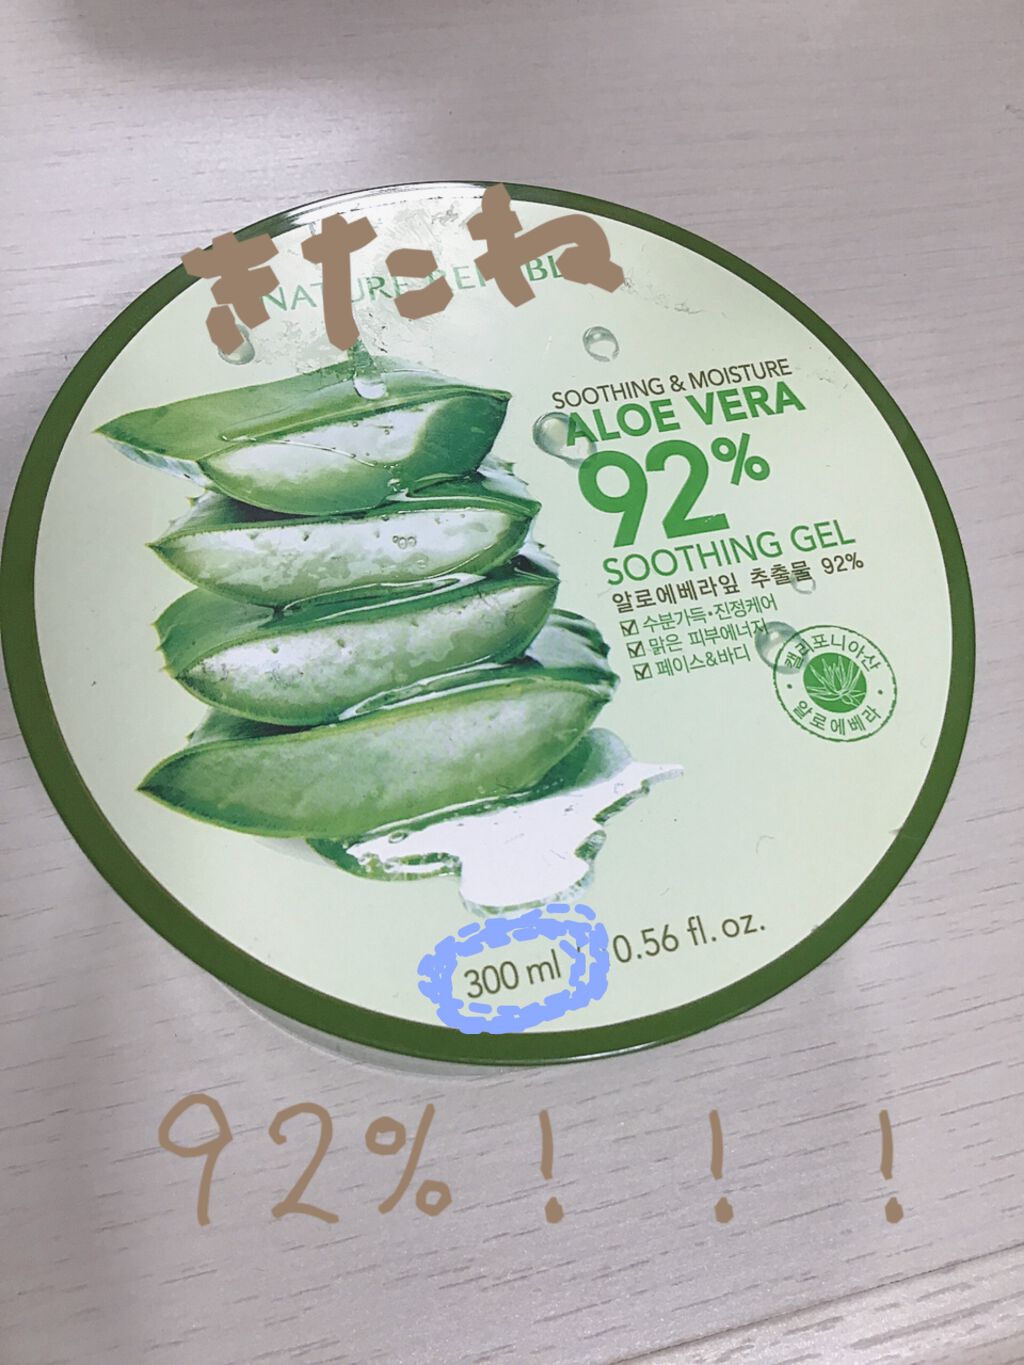 きたね
NATURE REPUBL
SOOTHING & MOISTURE
ALOE VERA
92%
SOOTHING GEL
알로에베라잎 추출물 92%
☑ 수분가득•진정케어
☑ 맑은 피부에너지
☑ 페이스&바디
캘리포니아산
알로에베라
300 ml
0.56 fl. oz.
92%!!!